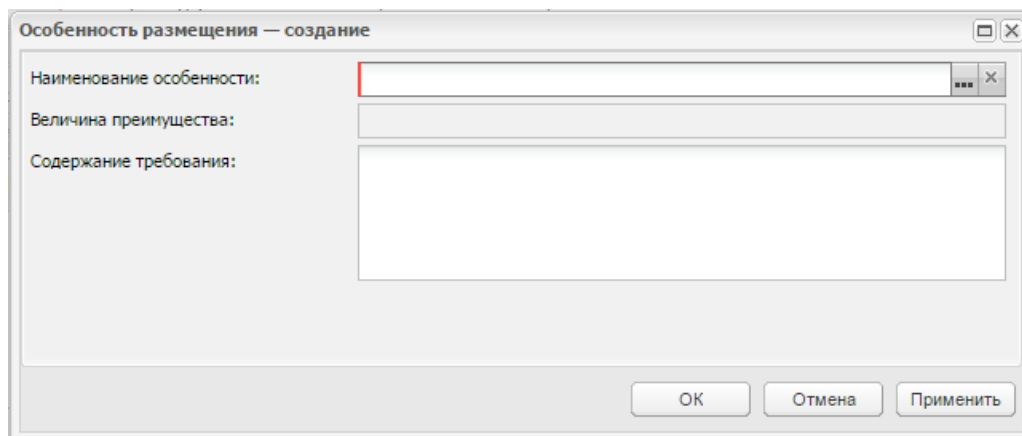 Особенность размещения — создание
Наименование особенности:
Величина преимущества:
Содержание требования:
ОК Отмена Применить